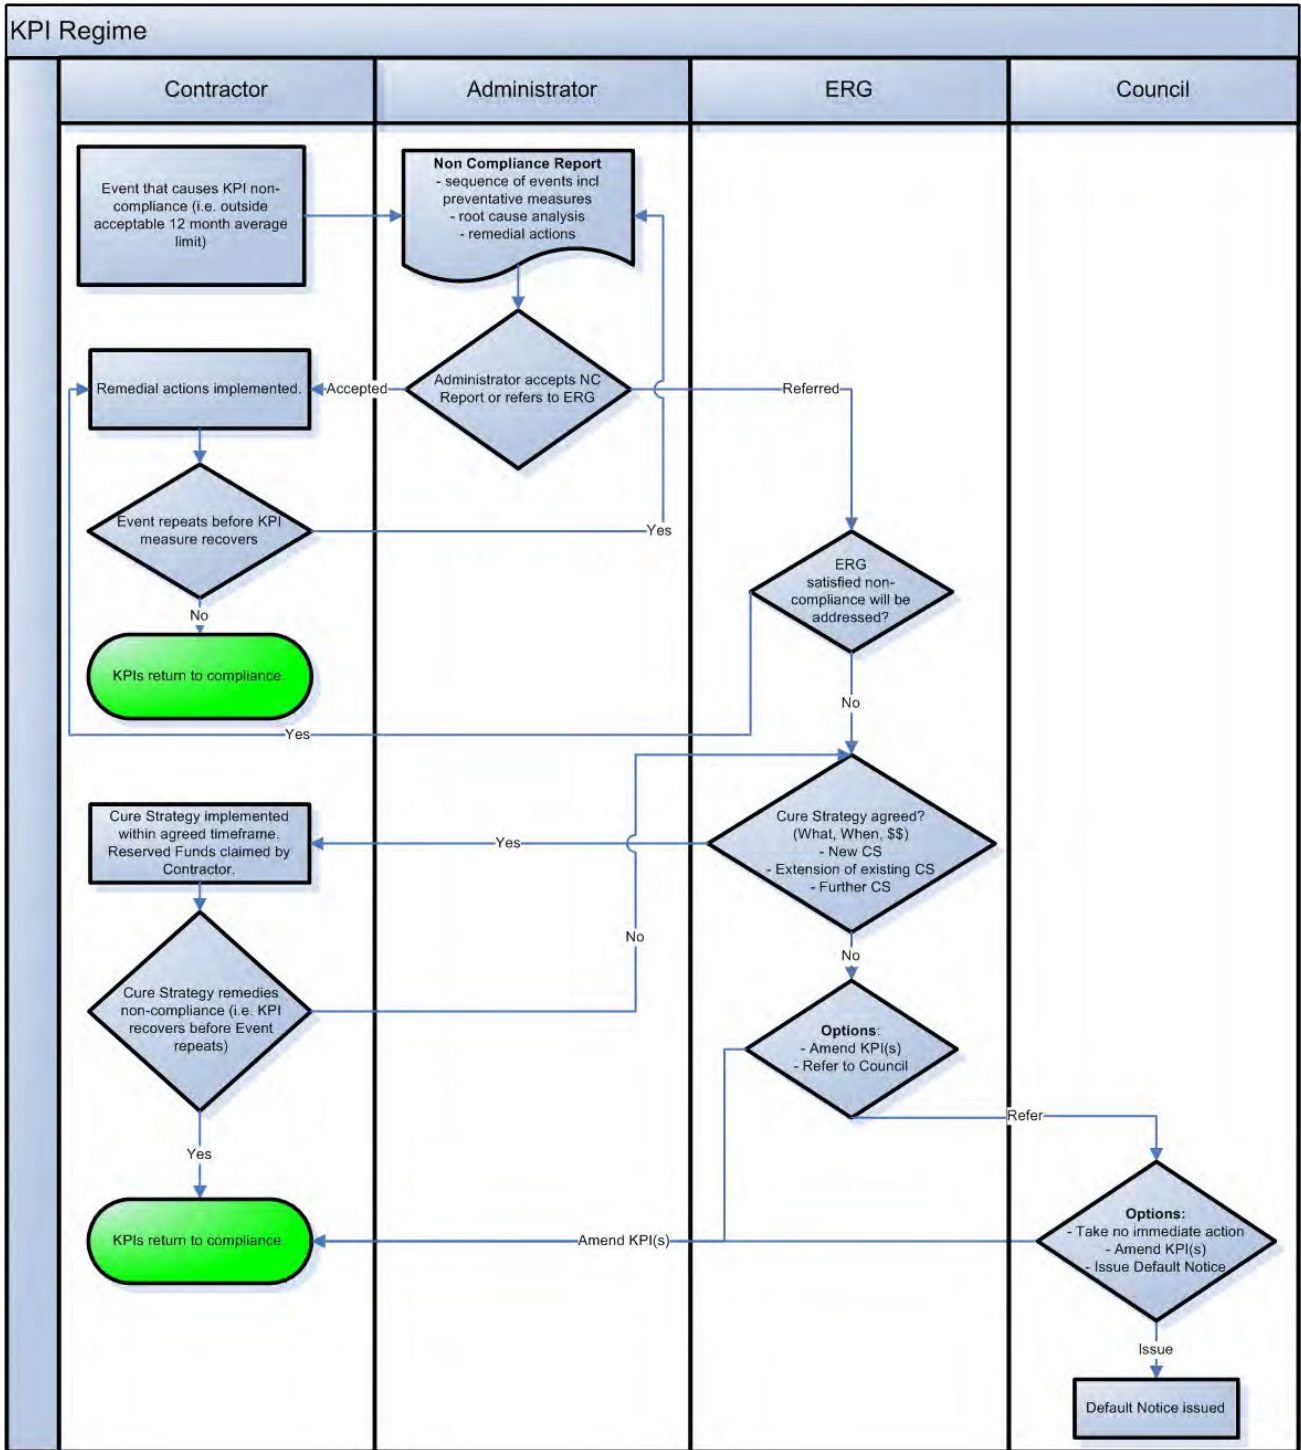 KPI Regime
Contractor
Administrator
ERG
Council
Event that causes KPI non-
compliance (i.e. outside
acceptable 12 month average
limit)
Non Compliance Report
- sequence of events incl
preventative measures
- root cause analysis
- remedial actions
Remedial actions implemented.
Accepted
Administrator accepts NC
Report or refers to ERG
Referred
Event repeats before KPI
measure recovers
Yes
No
ERG
satisfied non-
compliance will be
addressed?
KPIs return to compliance.
No
Yes
Cure Strategy implemented
within agreed timeframe.
Reserved Funds claimed by
Contractor.
Yes
Cure Strategy agreed?
(What, When, $$)
- New CS
- Extension of existing CS
- Further CS
No
No
Cure Strategy remedies
non-compliance (i.e. KPI
recovers before Event
repeats)
Options:
- Amend KPI(s)
- Refer to Council
Refer
Yes
KPIs return to compliance.
Amend KPI(s)
Options:
- Take no immediate action
- Amend KPI(s)
- Issue Default Notice
Issue
Default Notice issued